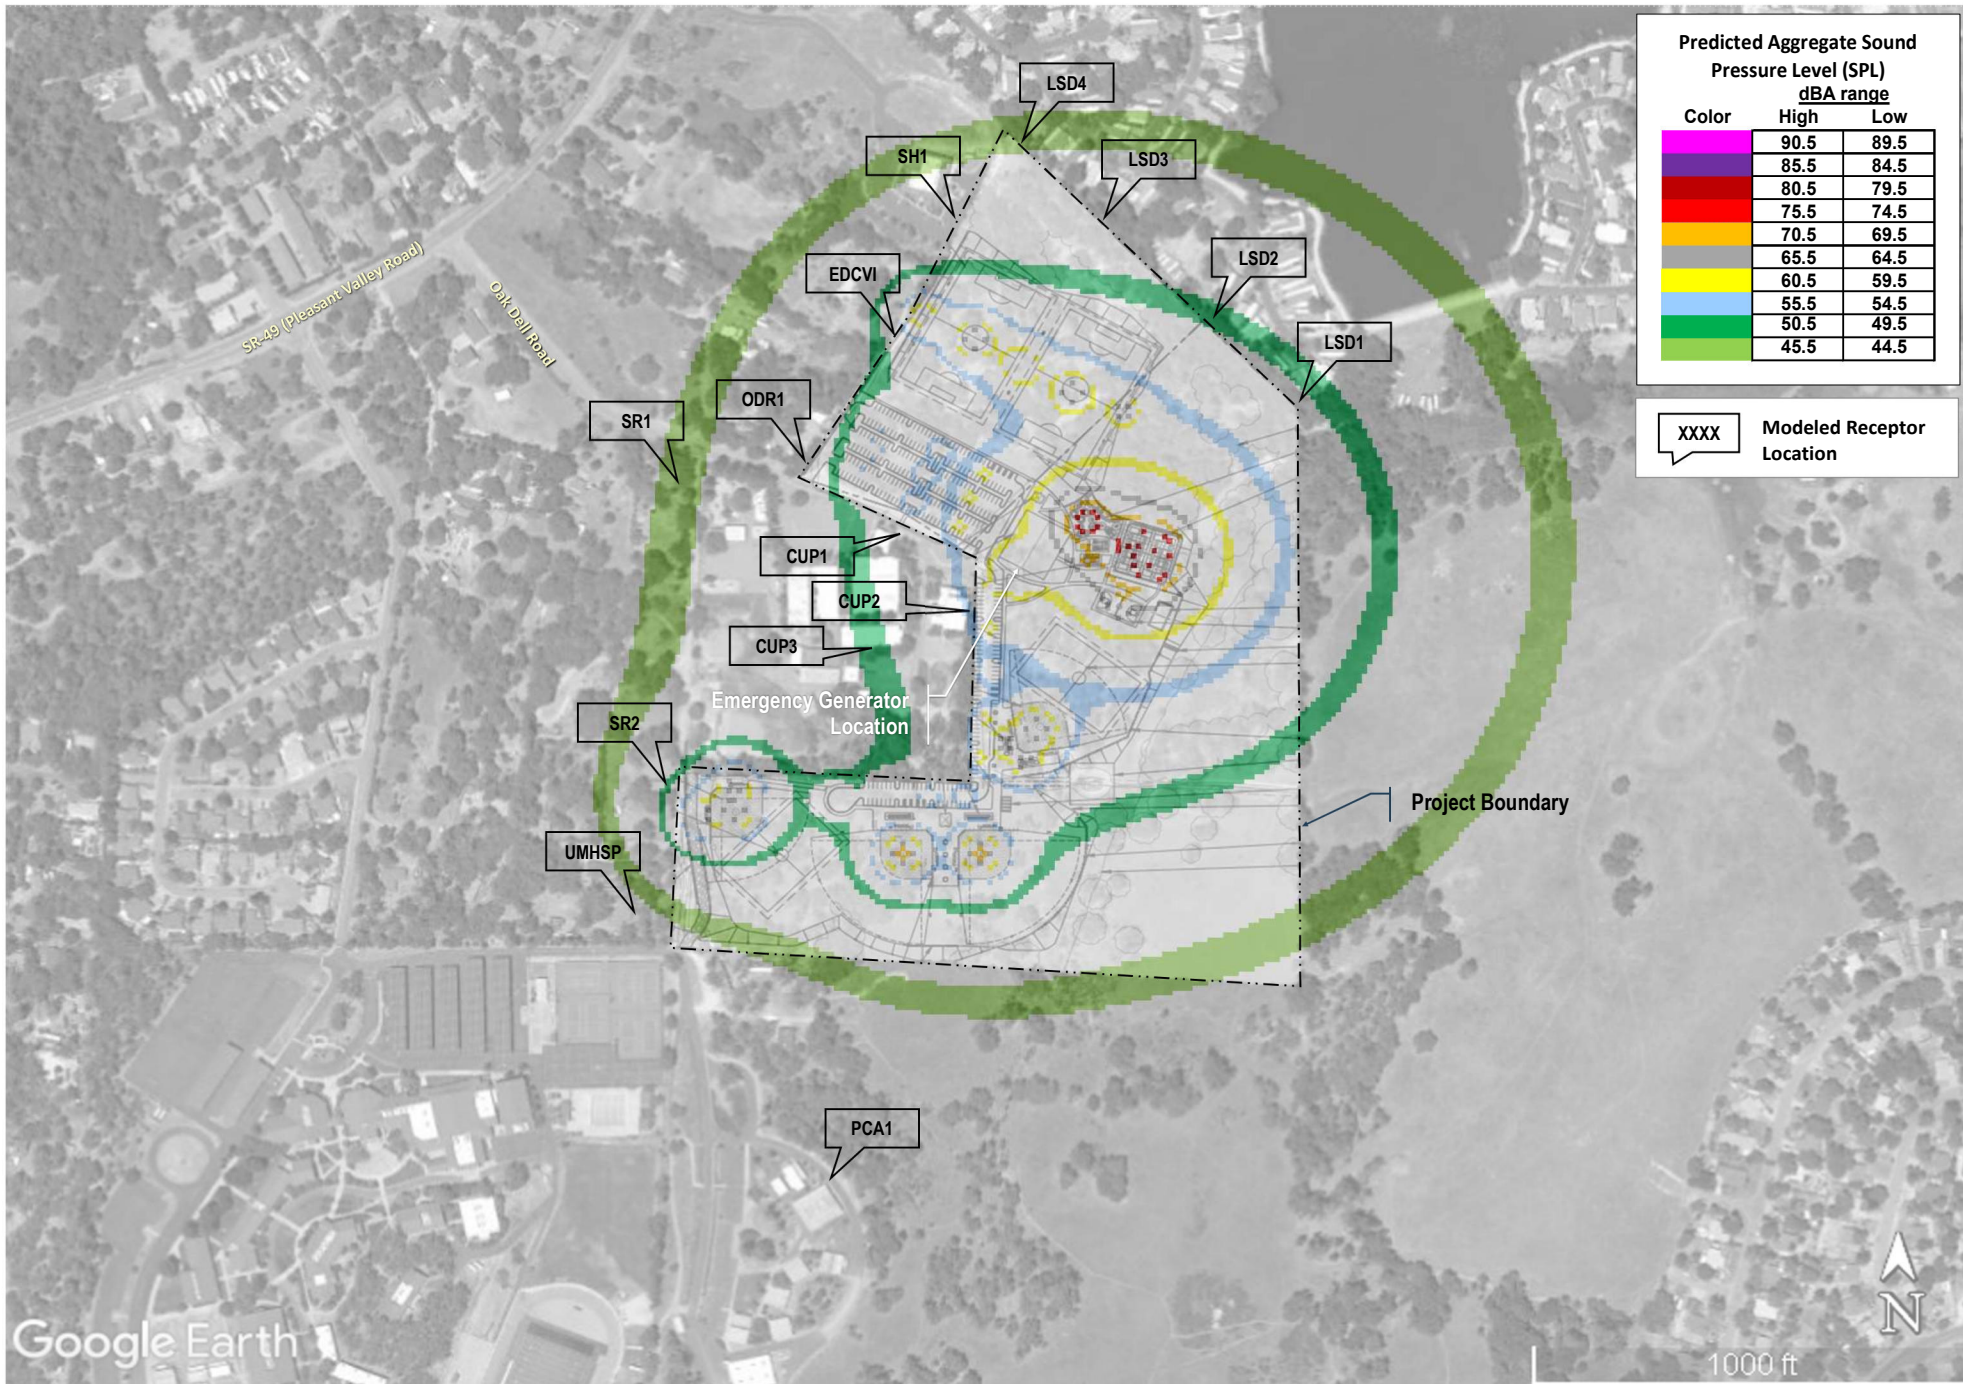 Predicted Aggregate Sound
Pressure Level (SPL)
dBA range
Color High Low
90.5 89.5
85.5 84.5
80.5 79.5
75.5 74.5
70.5 69.5
65.5 64.5
60.5 59.5
55.5 54.5
50.5 49.5
45.5 44.5
XXXX
Modeled Receptor
Location
LSD4
SH1
LSD3
EDCVI
LSD2
SR-49 (Pleasant Valley Road)
Oak Dell Road
LSD1
ODR1
SR1
CUP1
CUP2
CUP3
Emergency Generator
Location
SR2
Project Boundary
UMHSP
PCA1
N
Google Earth
1000 ft